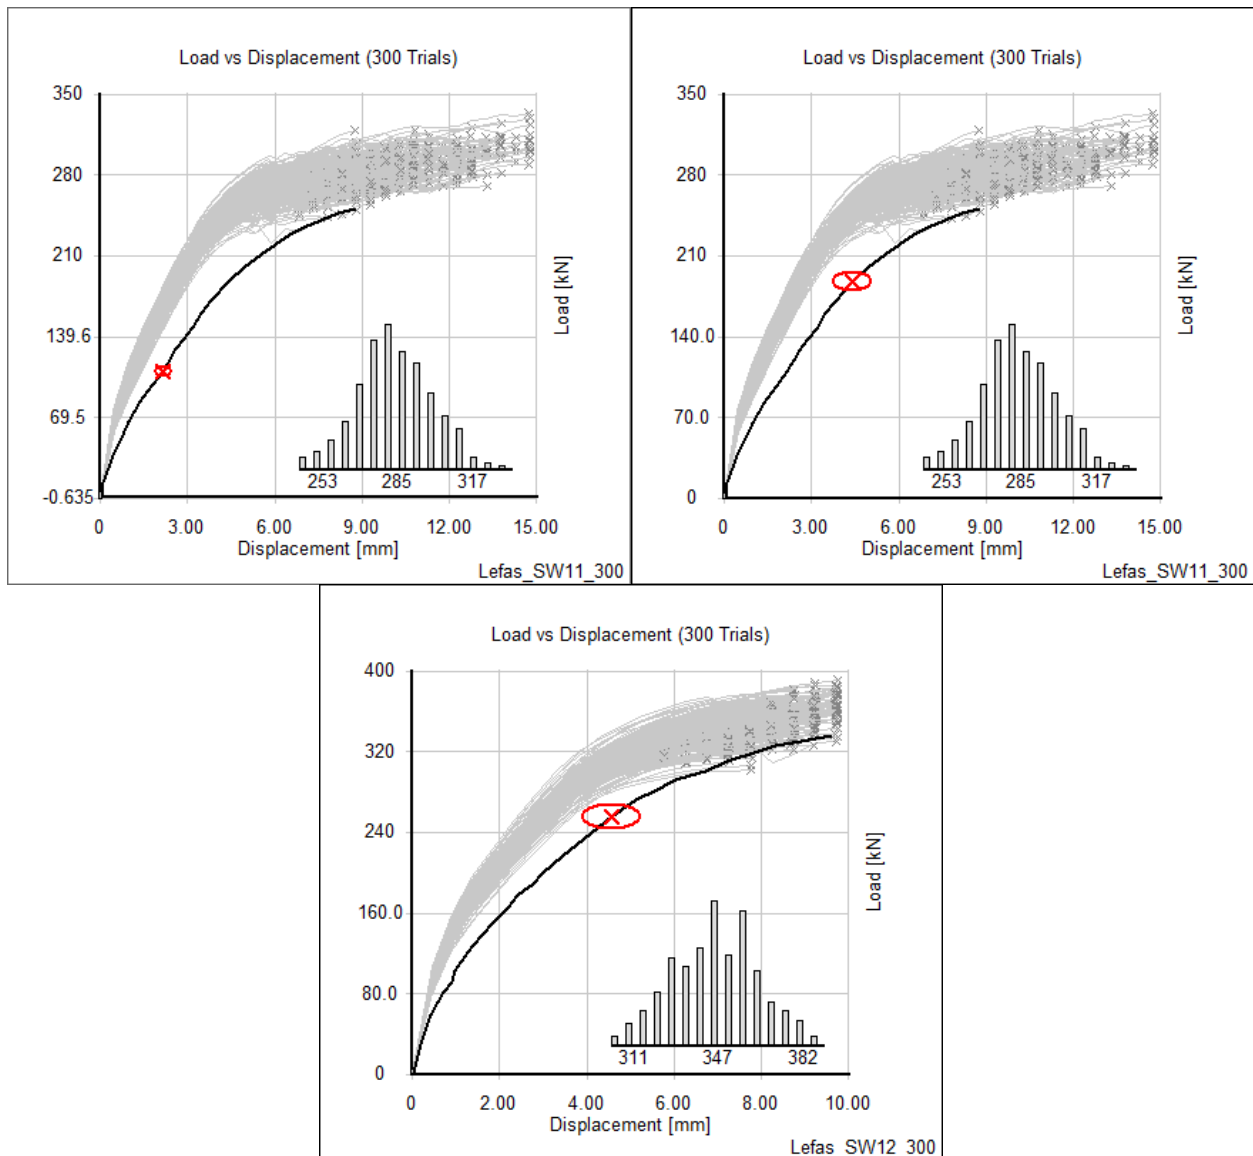 Load vs Displacement (300 Trials)
350
280
210
139.6
69.5
-0.635
0 3.00 6.00 9.00 12.00 15.00
Displacement [mm]
Load [kN]
253 285 317
Lefas_SW11_300
Load vs Displacement (300 Trials)
350
280
210
140.0
70.0
0
0 3.00 6.00 9.00 12.00 15.00
Displacement [mm]
Load [kN]
253 285 317
Lefas_SW11_300
Load vs Displacement (300 Trials)
400
320
240
160.0
80.0
0
0 2.00 4.00 6.00 8.00 10.00
Displacement [mm]
Load [kN]
311 347 382
Lefas_SW12_300